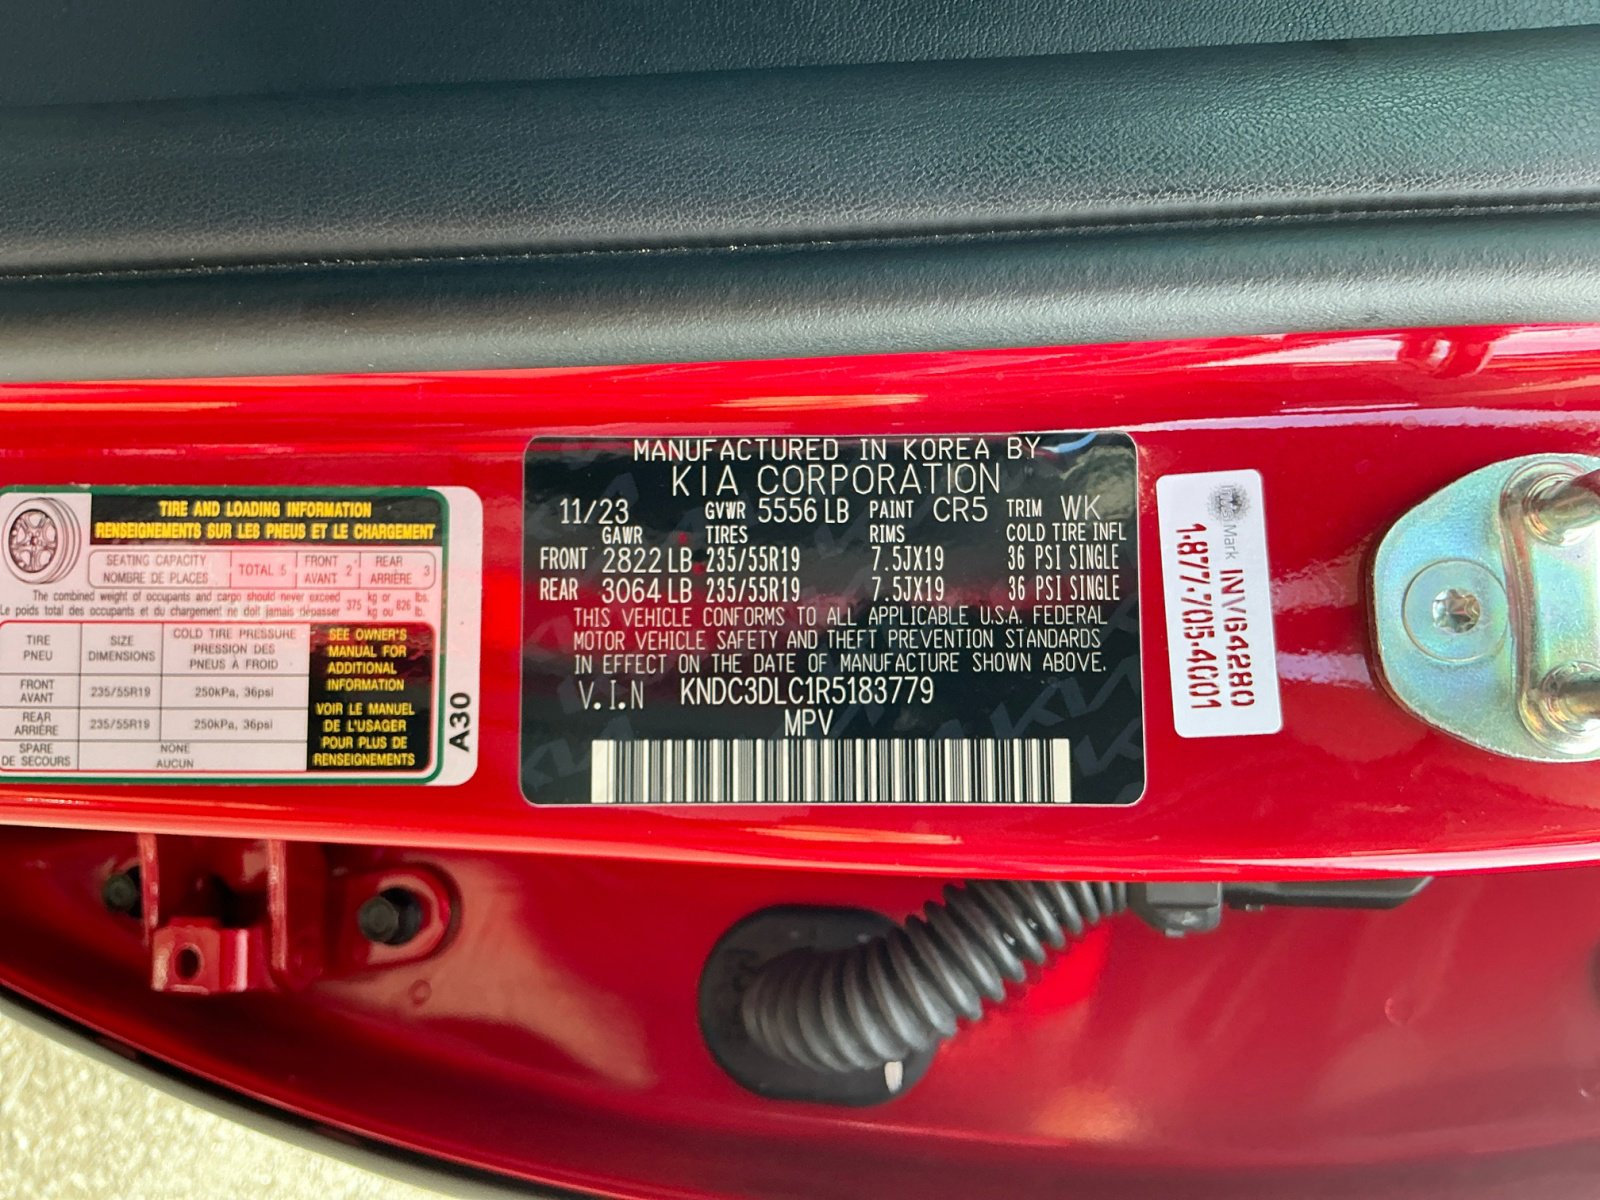 TIRE AND LOADING INFORMATION
RENSEIGNEMENTS SUR LES PNEUS ET LE CHARGEMENT
SEATING CAPACITY
NOMBRE DE PLACES
TOTAL 5
FRONT
AVANT 2
REAR
ARRIÈRE 3
The combined weight of occupants and cargo should never exceed 375 kg or 826 lbs.
Le poids total des occupants et du chargement ne doit jamais dépasser 375 kg ou 826 lb.
TIRE
PNEU
SIZE
DIMENSIONS
COLD TIRE PRESSURE
PRESSION DES
PNEUS À FROID
FRONT
AVANT
235/55R19
250kPa, 36psi
REAR
ARRIÈRE
235/55R19
250kPa, 36psi
SPARE
DE SECOURS
NONE
AUCUN
SEE OWNER'S
MANUAL FOR
ADDITIONAL
INFORMATION
VOIR LE MANUEL
DE L'USAGER
POUR PLUS DE
RENSEIGNEMENTS
A30
MANUFACTURED IN KOREA BY
KIA CORPORATION
11/23 GVWR 5556 LB PAINT CR5 TRIM WK
GAWR TIRES RIMS COLD TIRE INFL
FRONT 2822 LB 235/55R19 7.5JX19 36 PSI SINGLE
REAR 3064 LB 235/55R19 7.5JX19 36 PSI SINGLE
THIS VEHICLE CONFORMS TO ALL APPLICABLE U.S.A. FEDERAL
MOTOR VEHICLE SAFETY AND THEFT PREVENTION STANDARDS
IN EFFECT ON THE DATE OF MANUFACTURE SHOWN ABOVE.
V.I.N KNDC3DLC1R5183779
MPV
Mark INV64280
1-877-705-4001